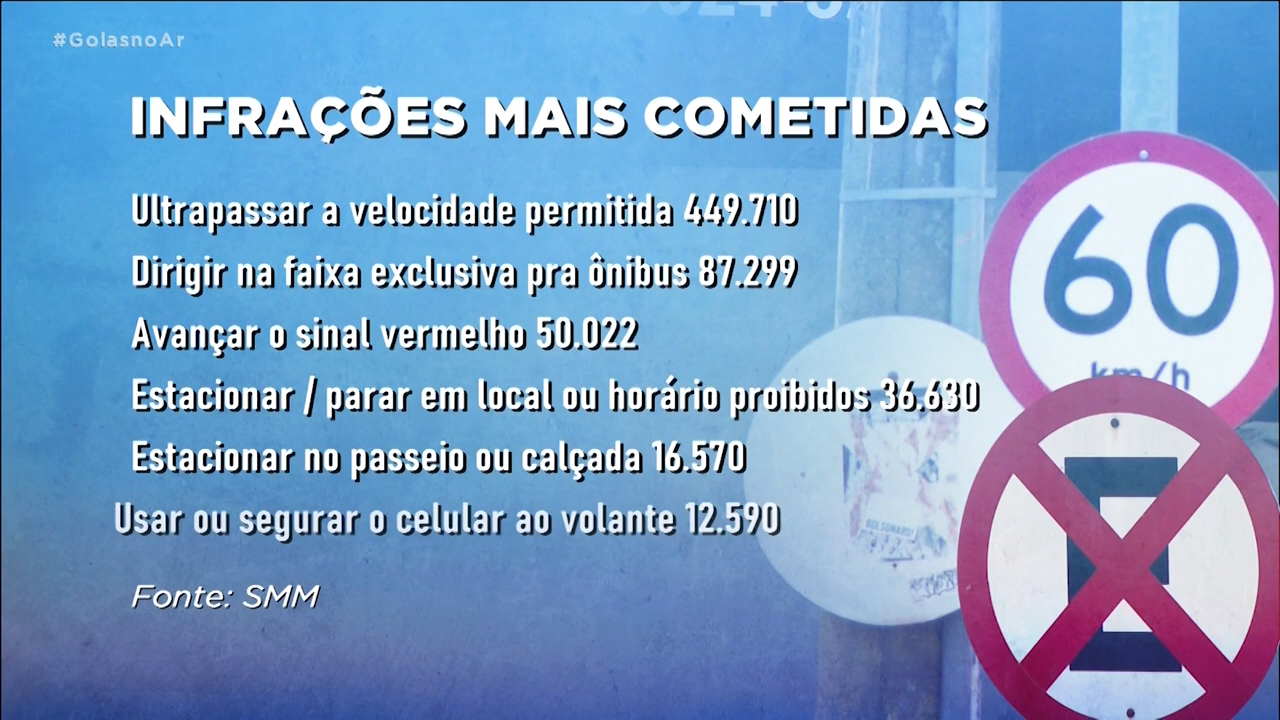 #GoiasnoAr
INFRAÇÕES MAIS COMETIDAS
Ultrapassar a velocidade permitida 449.710
Dirigir na faixa exclusiva pra ônibus 87.299
Avançar o sinal vermelho 50.022
Estacionar / parar em local ou horário proibidos 36.630
Estacionar no passeio ou calçada 16.570
Usar ou segurar o celular ao volante 12.590
Fonte: SMM
60
km/h
E
BOLSONARO!